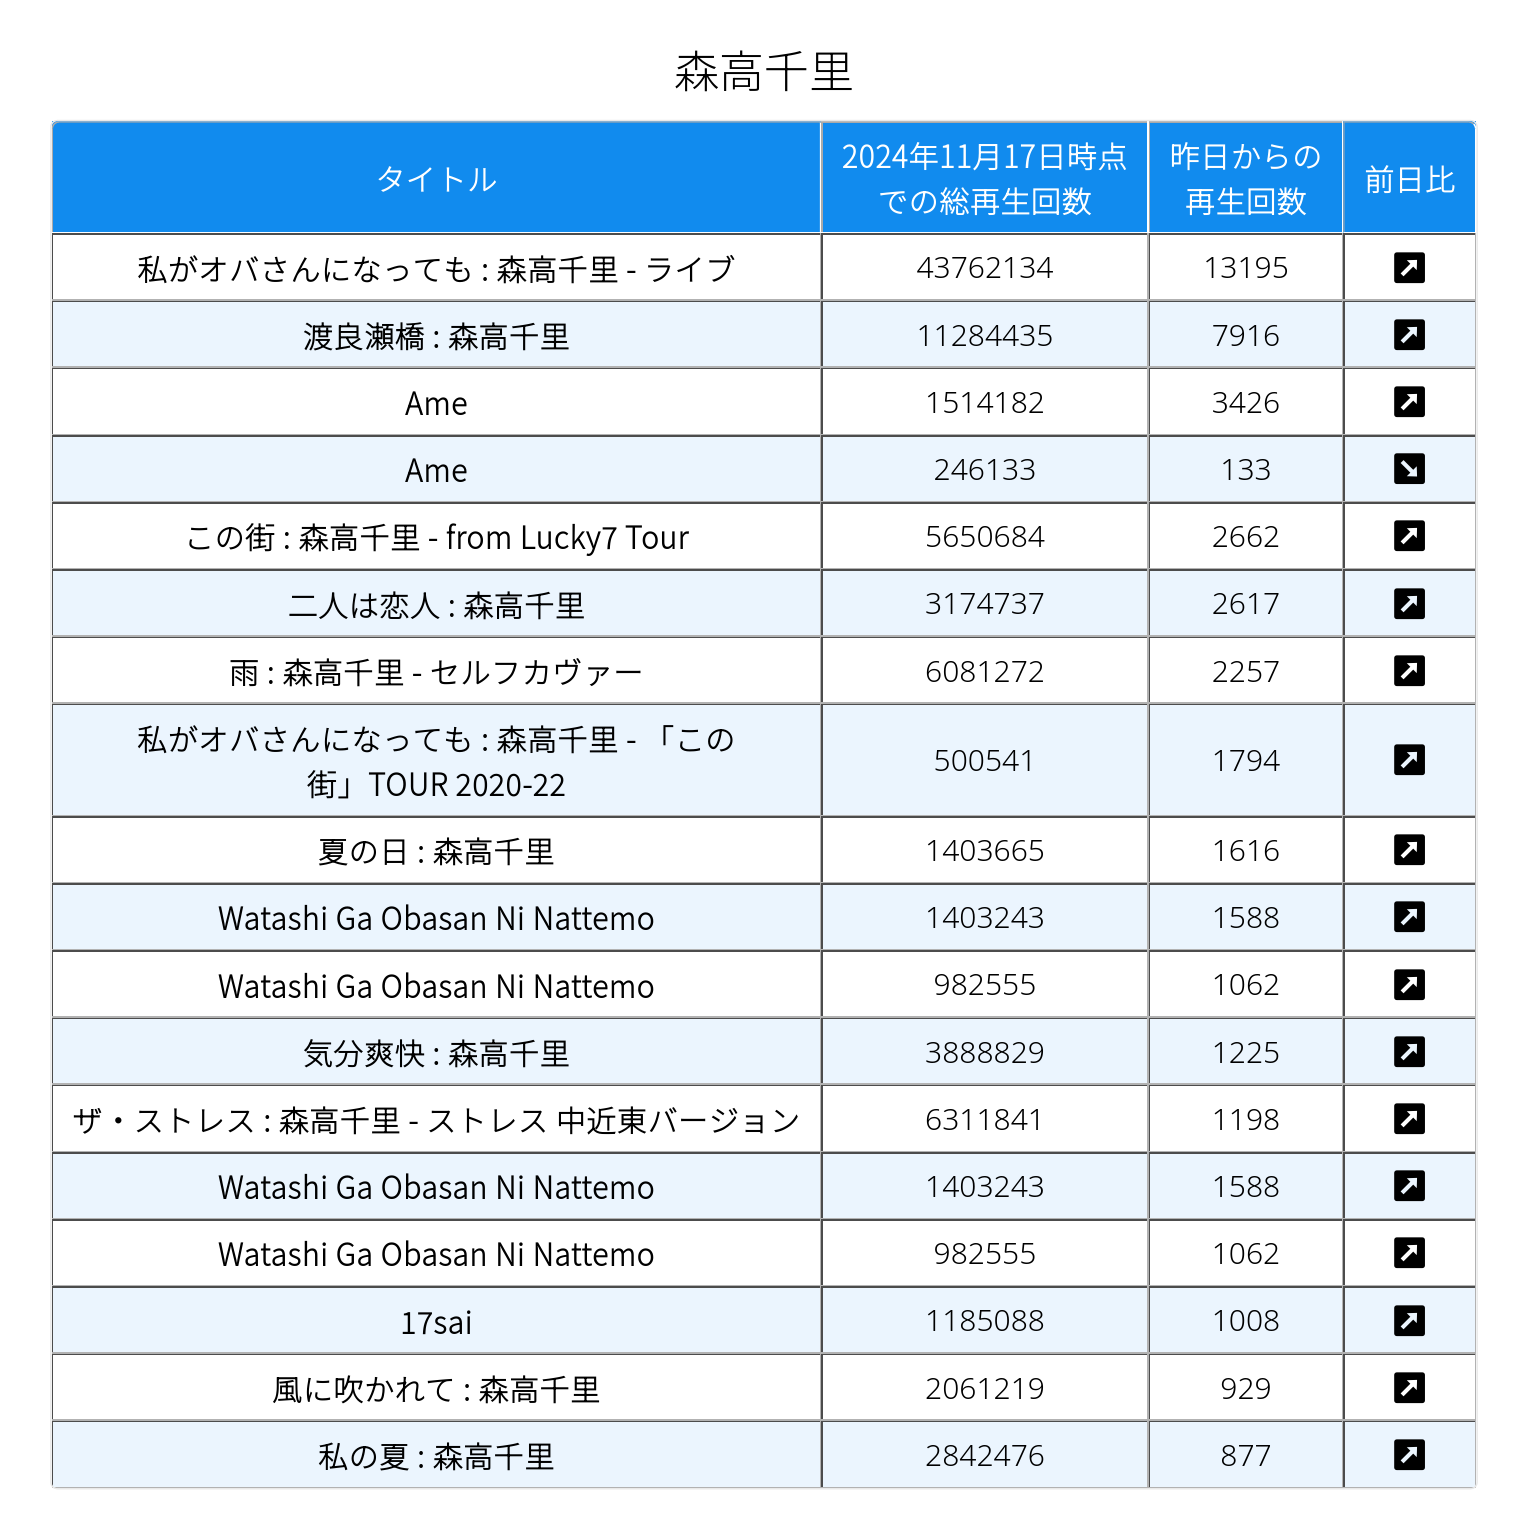 森高千里
タイトル
2024年11月17日時点
での総再生回数
昨日からの
再生回数
前日比
私がオバさんになっても : 森高千里 - ライブ 43762134 13195
渡良瀬橋 : 森高千里 11284435 7916
Ame 1514182 3426
Ame 246133 133
この街 : 森高千里 - from Lucky7 Tour 5650684 2662
二人は恋人 : 森高千里 3174737 2617
雨 : 森高千里 - セルフカヴァー 6081272 2257
私がオバさんになっても : 森高千里 - 「この
街」TOUR 2020-22 500541 1794
夏の日 : 森高千里 1403665 1616
Watashi Ga Obasan Ni Nattemo 1403243 1588
Watashi Ga Obasan Ni Nattemo 982555 1062
気分爽快 : 森高千里 3888829 1225
ザ・ストレス : 森高千里 - ストレス 中近東バージョン 6311841 1198
Watashi Ga Obasan Ni Nattemo 1403243 1588
Watashi Ga Obasan Ni Nattemo 982555 1062
17sai 1185088 1008
風に吹かれて : 森高千里 2061219 929
私の夏 : 森高千里 2842476 877